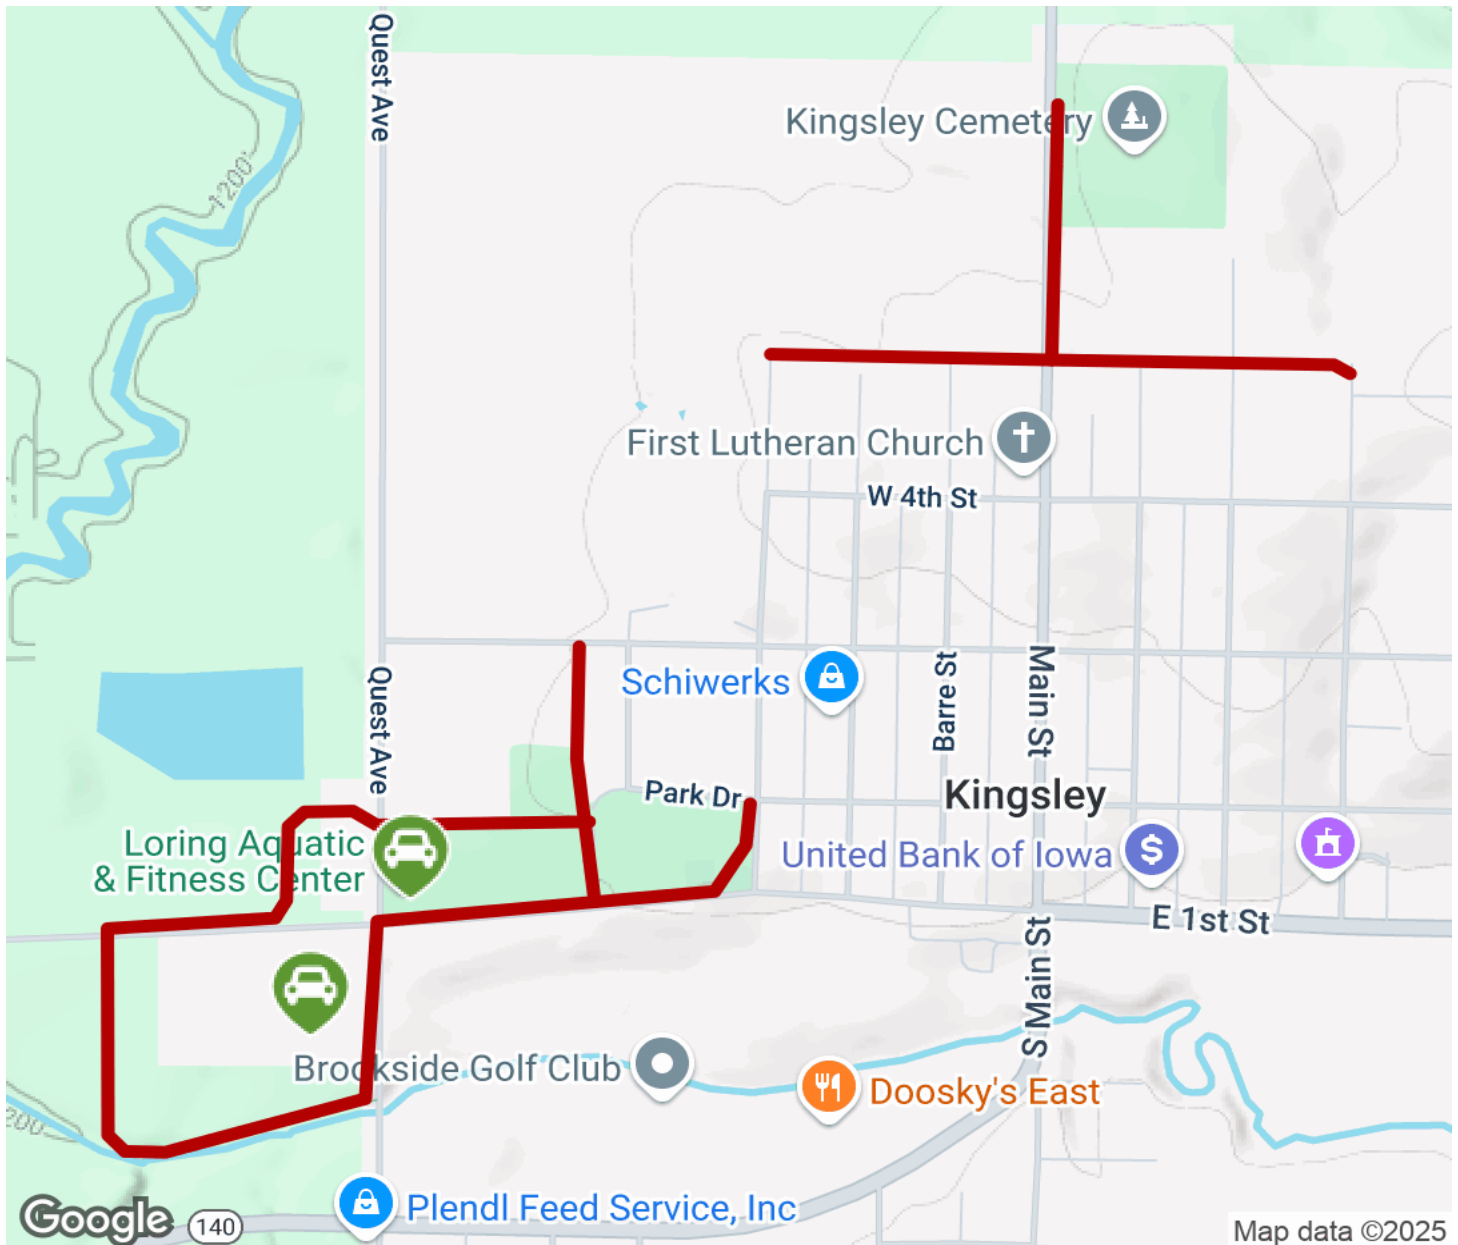 Quest Ave
Kingsley Cemetery
1200'
First Lutheran Church
W 4th St
Quest Ave
Schiwerks
Barre St
Main St
Park Dr
Kingsley
Loring Aquatic
& Fitness Center
United Bank of Iowa
$
E 1st St
S Main St
Brookside Golf Club
Doosky's East
200
Plendl Feed Service, Inc
Google
140
Map data ©2025